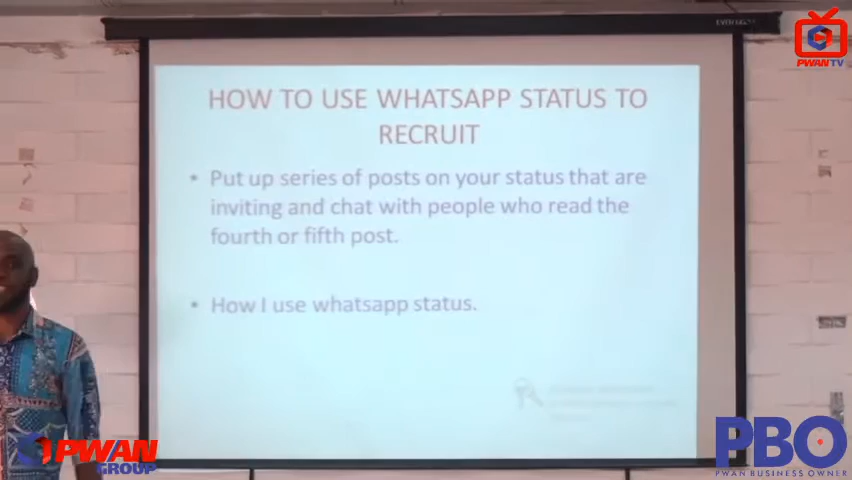 HOW TO USE WHATSAPP STATUS TO
RECRUIT
• Put up series of posts on your status that are
inviting and chat with people who read the
fourth or fifth post.
• How I use whatsapp status.
PWANTV
PWAN
GROUP
PBO
PWAN BUSINESS OWNER